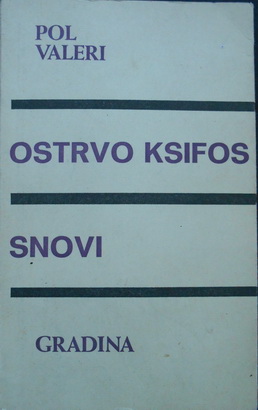 POL
VALERI
OSTRVO KSIFOS
SNOVI
GRADINA